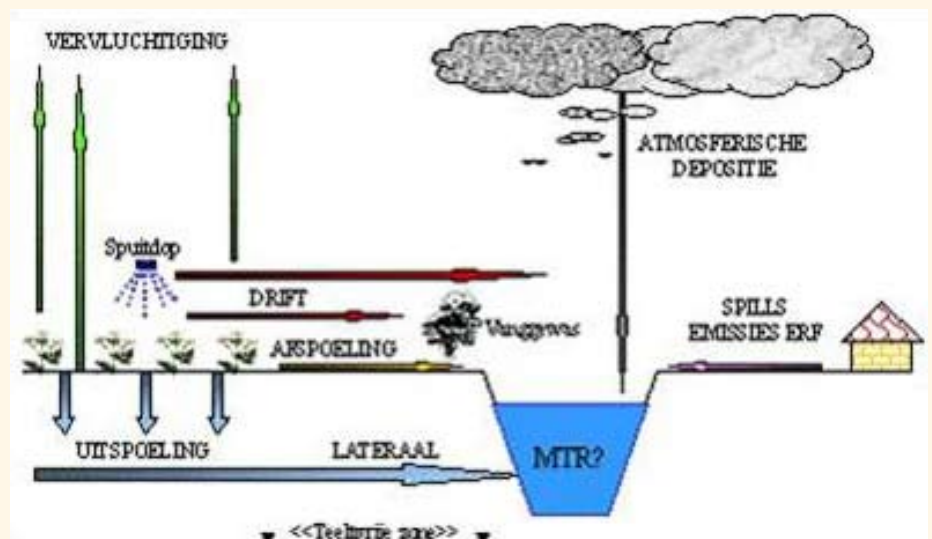 VERVLUCHTIGING
ATMOSFERISCHE
DEPOSITIE
Spuitdop
DRIFT
Vanggewas
SPILLS
EMISSIES ERF
AFSPOELING
UITSPOELING
LATERAAL
MTR?
<<Teeltvrije zone>>